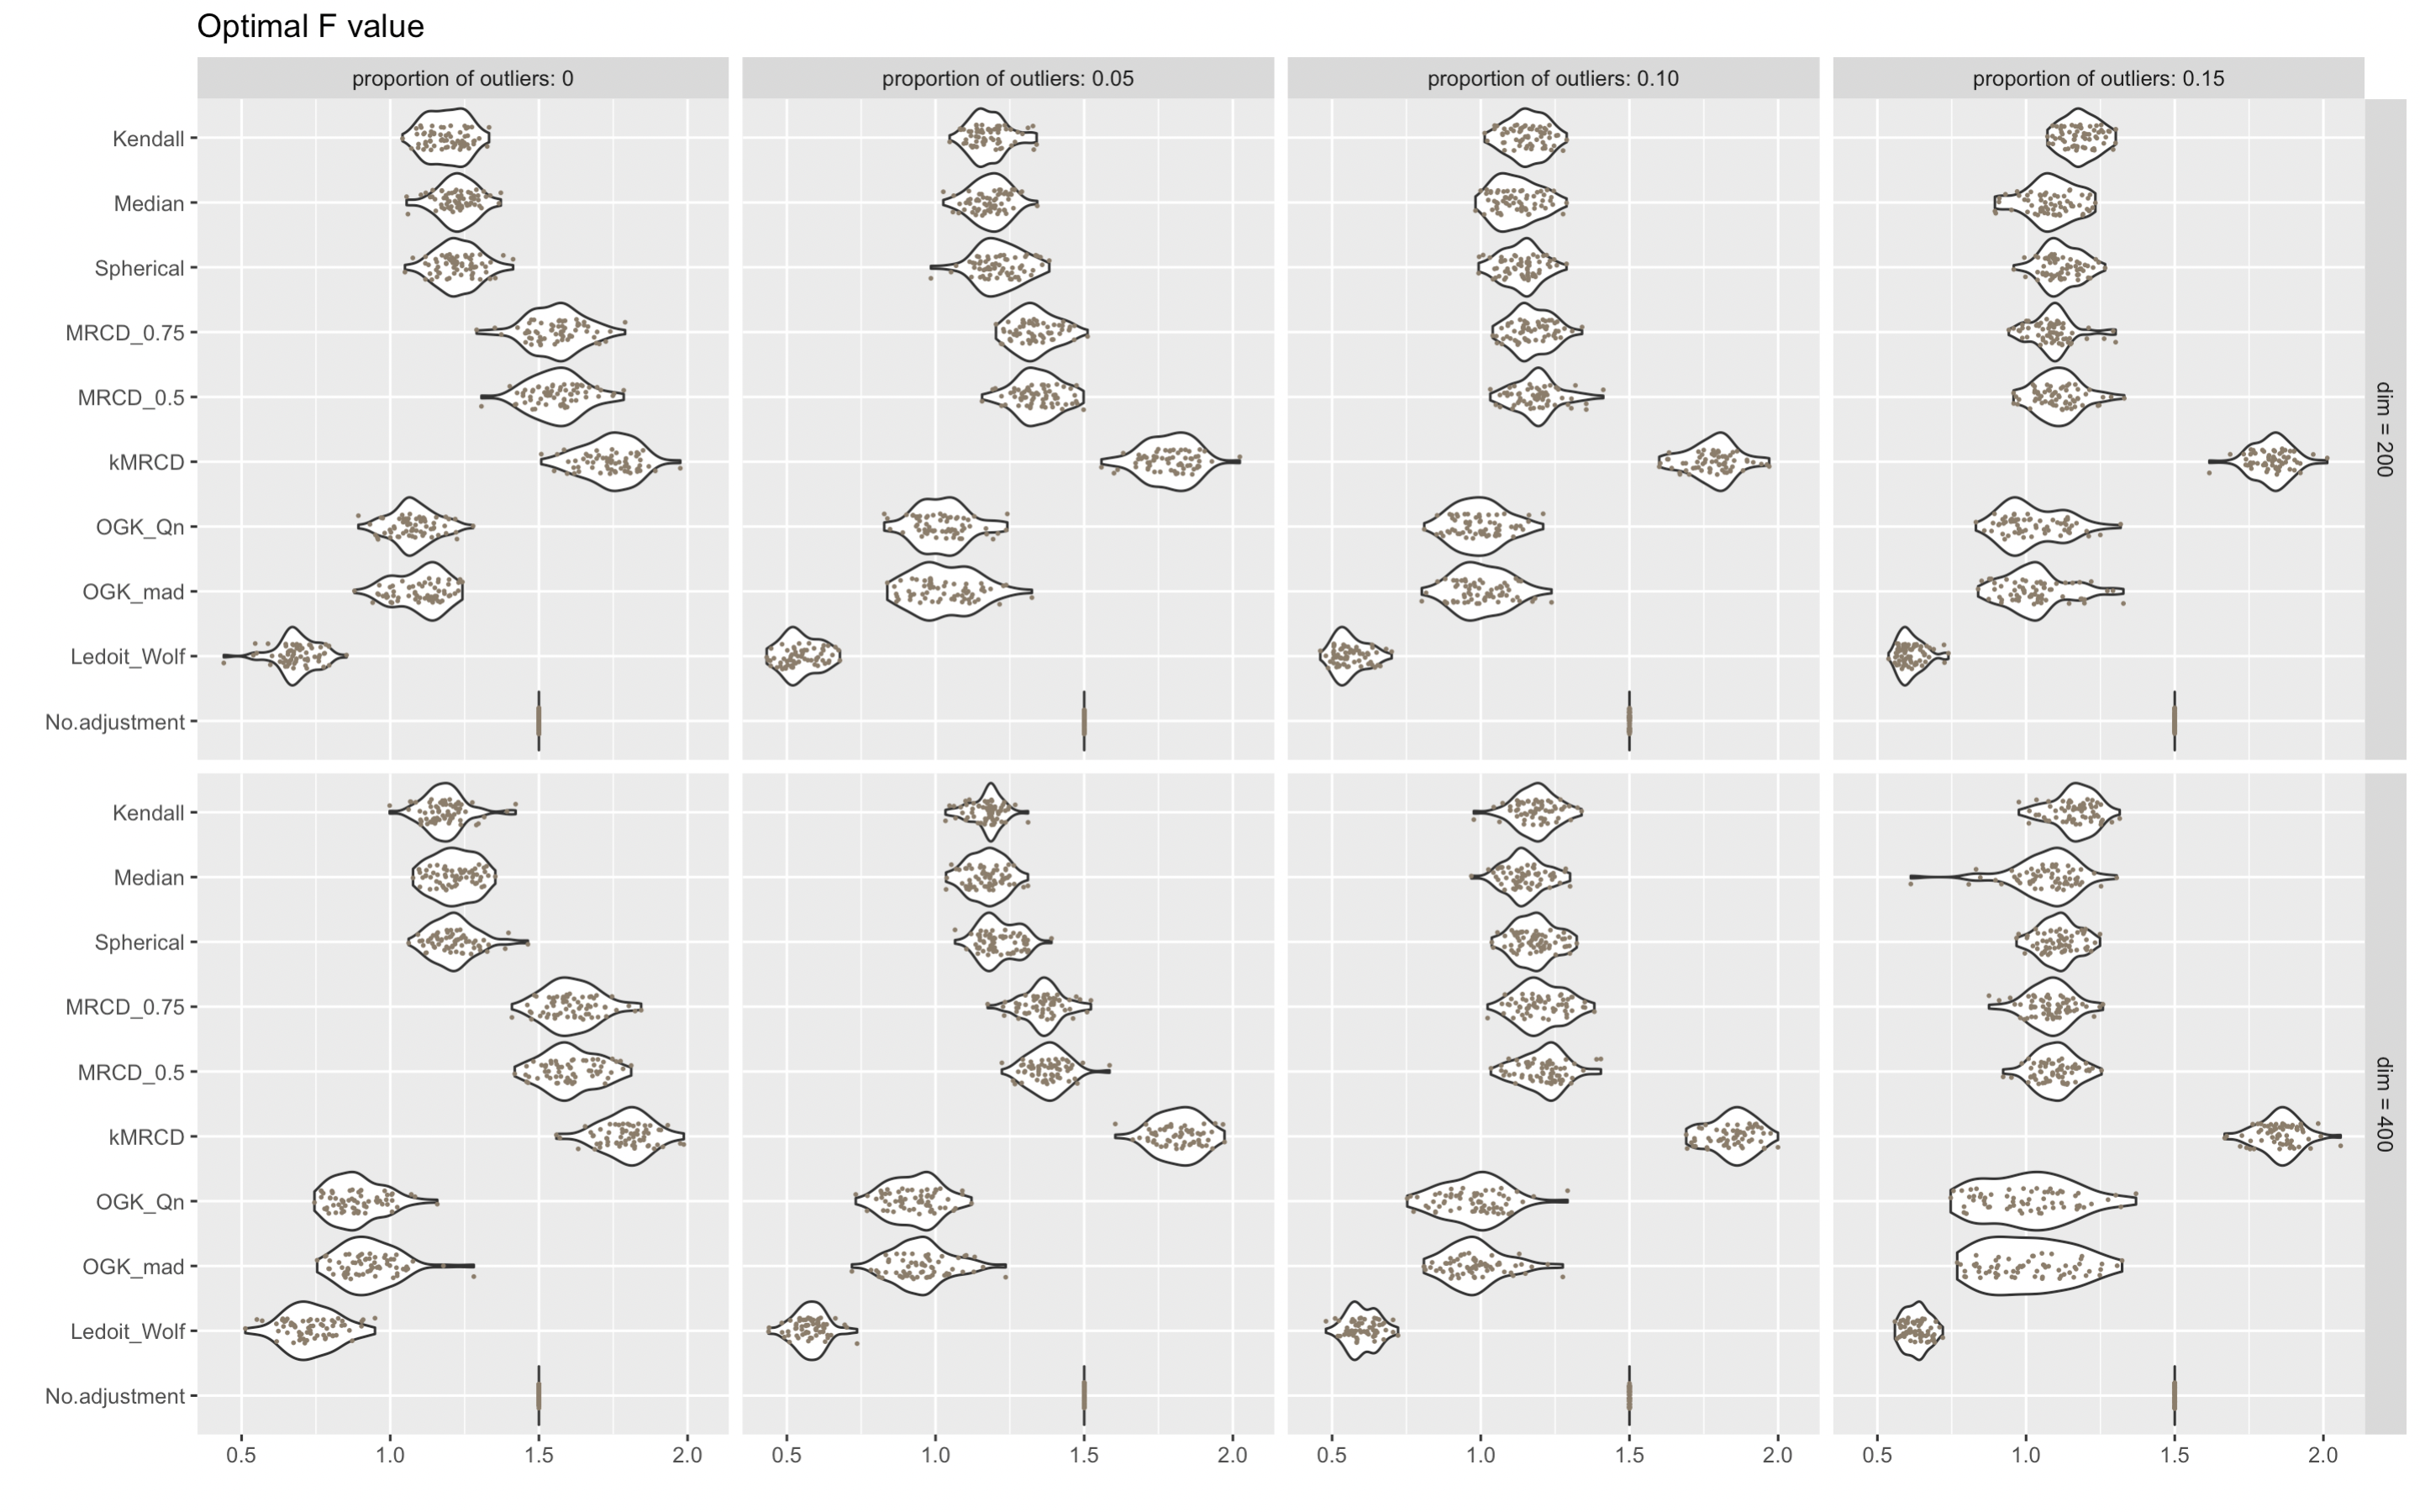 Optimal F value
proportion of outliers: 0
proportion of outliers: 0.05
proportion of outliers: 0.10
proportion of outliers: 0.15
Kendall
Median
Spherical
MRCD_0.75
MRCD_0.5
kMRCD
OGK_Qn
OGK_mad
Ledoit_Wolf
No.adjustment
dim = 200
Kendall
Median
Spherical
MRCD_0.75
MRCD_0.5
kMRCD
OGK_Qn
OGK_mad
Ledoit_Wolf
No.adjustment
dim = 400
0.5 1.0 1.5 2.0
0.5 1.0 1.5 2.0
0.5 1.0 1.5 2.0
0.5 1.0 1.5 2.0